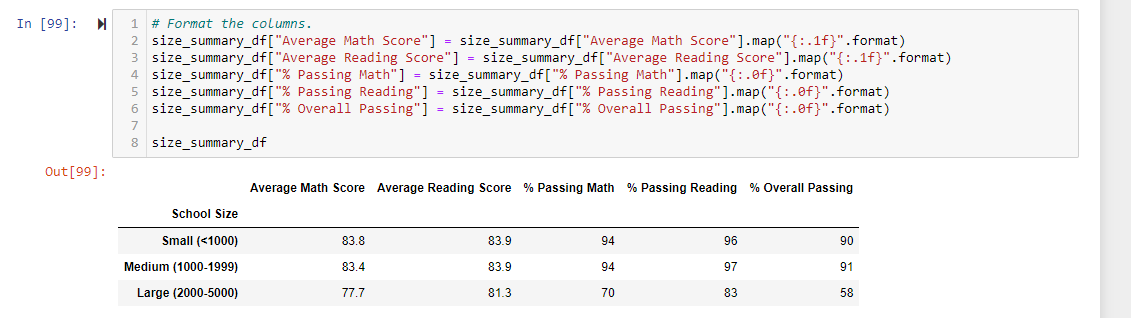 In [99]:
1 # Format the columns.
2 size_summary_df["Average Math Score"] = size_summary_df["Average Math Score"].map("{:.1f}".format)
3 size_summary_df["Average Reading Score"] = size_summary_df["Average Reading Score"].map("{:.1f}".format)
4 size_summary_df["% Passing Math"] = size_summary_df["% Passing Math"].map("{:.0f}".format)
5 size_summary_df["% Passing Reading"] = size_summary_df["% Passing Reading"].map("{:.0f}".format)
6 size_summary_df["% Overall Passing"] = size_summary_df["% Overall Passing"].map("{:.0f}".format)
7
8 size_summary_df
Out[99]:
Average Math Score Average Reading Score % Passing Math % Passing Reading % Overall Passing
School Size
Small (<1000) 83.8 83.9 94 96 90
Medium (1000-1999) 83.4 83.9 94 97 91
Large (2000-5000) 77.7 81.3 70 83 58